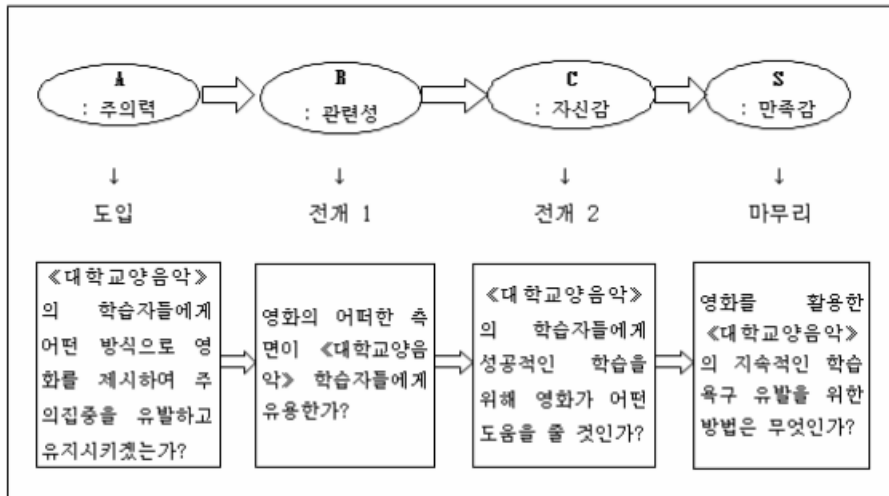 A
: 주의력
R
: 관련성
C
: 자신감
S
: 만족감
↓
↓
↓
↓
도입
전개 1
전개 2
마무리
《대학교양음악》
의 학습자들에게
어떤 방식으로 영
화를 제시하여 주
의집중을 유발하고
유지시키겠는가?
영화의 어떠한 측
면이 《대학교양음
악》 학습자들에게
유용한가?
《대학교양음악》
의 학습자들에게
성공적인 학습을
위해 영화가 어떤
도움을 줄 것인가?
영화를 활용한
《대학교양음악》
의 지속적인 학습
욕구 유발을 위한
방법은 무엇인가?